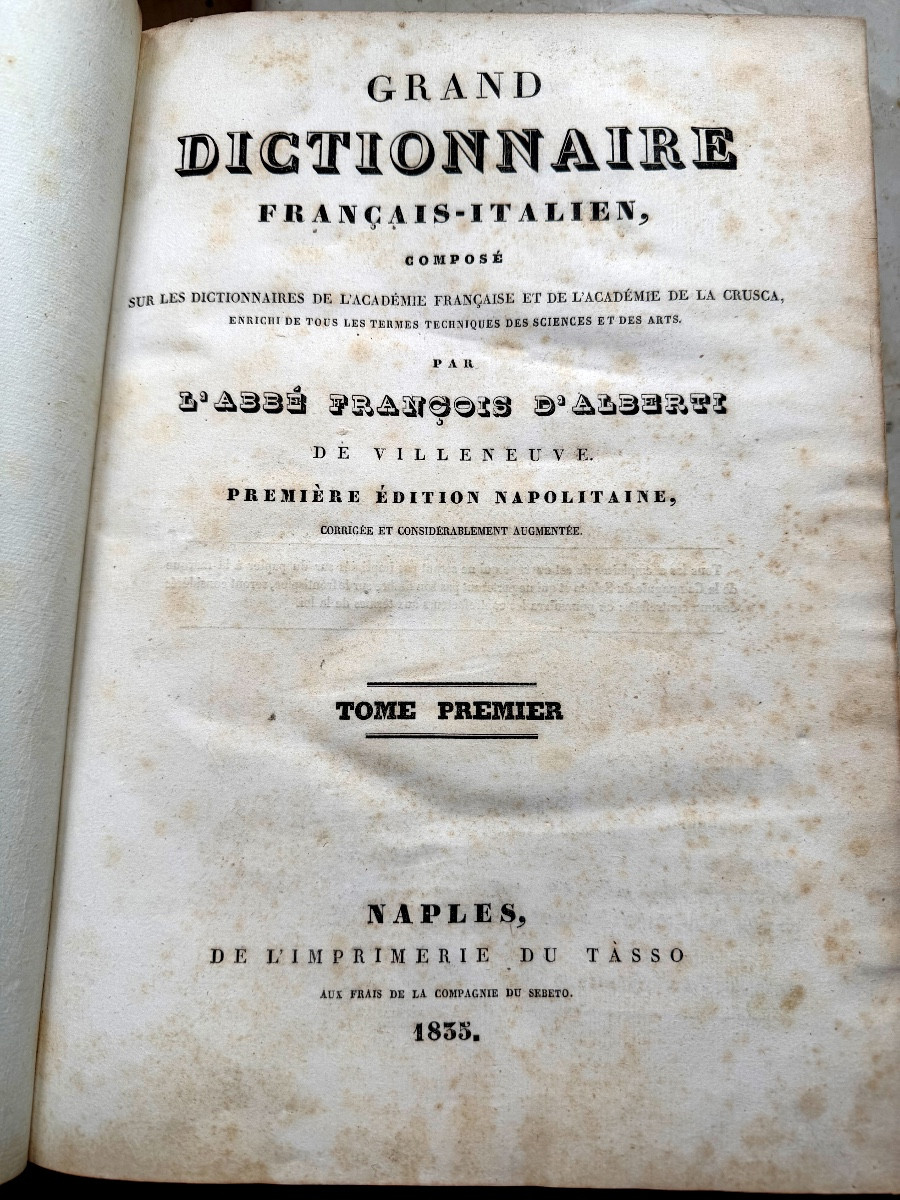 GRAND
DICTIONNAIRE
FRANÇAIS-ITALIEN,
COMPOSÉ
SUR LES DICTIONNAIRES DE L'ACADÉMIE FRANÇAISE ET DE L'ACADÉMIE DE LA CRUSCA,
ENRICHI DE TOUS LES TERMES TECHNIQUES DES SCIENCES ET DES ARTS.
PAR
L'ABBÉ FRANÇOIS D'ALBERTI
DE VILLENEUVE.
PREMIÈRE ÉDITION NAPOLITAINE,
CORRIGÉE ET CONSIDÉRABLEMENT AUGMENTÉE.
TOME PREMIER
NAPLES,
DE L'IMPRIMERIE DU TASSO
AUX FRAIS DE LA COMPAGNIE DU SEBETO.
1835.